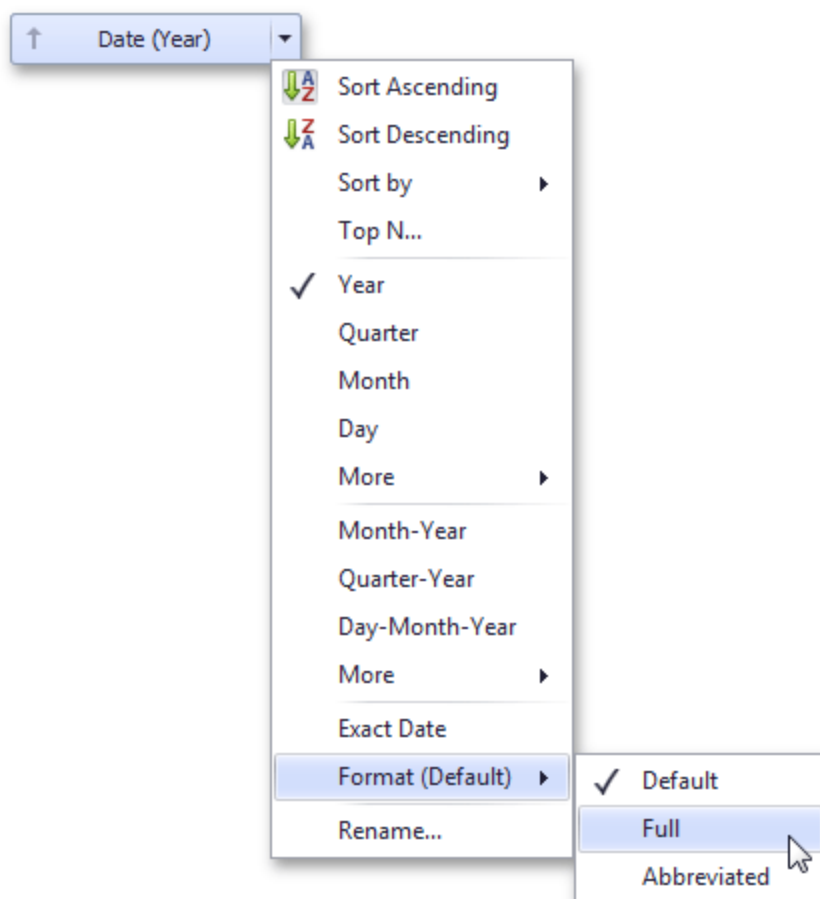 Date (Year)
Sort Ascending
Sort Descending
Sort by
Top N...
Year
Quarter
Month
Day
More
Month-Year
Quarter-Year
Day-Month-Year
More
Exact Date
Format (Default)
Default
Full
Rename...
Abbreviated